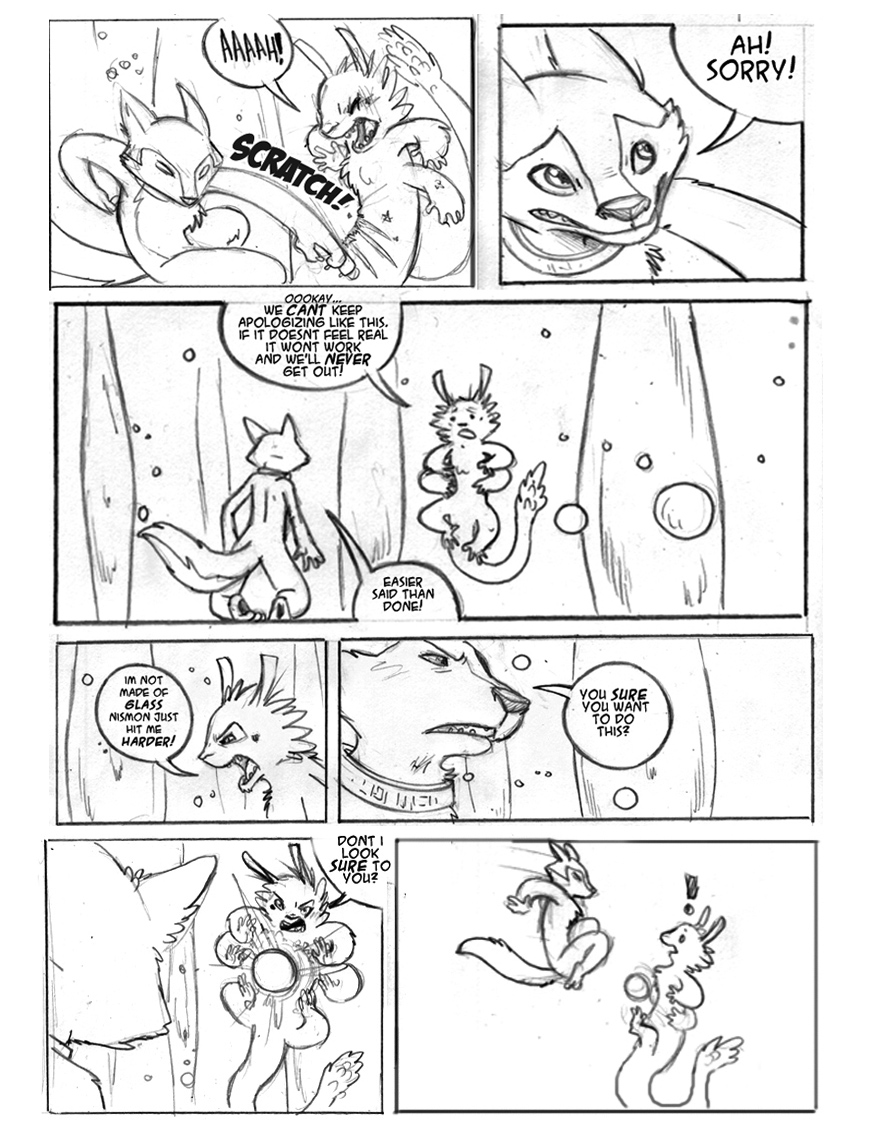 AAAAH!
SCRATCH!
AH!
SORRY!
OOOKAY...
WE CANT KEEP
APOLOGIZING LIKE THIS.
IF IT DOESNT FEEL REAL
IT WONT WORK
AND WE'LL NEVER
GET OUT!
EASIER
SAID THAN
DONE!
IM NOT
MADE OF
GLASS
NISMON JUST
HIT ME
HARDER!
YOU SURE
YOU WANT
TO DO
THIS?
DONT I
LOOK
SURE TO
YOU?
!